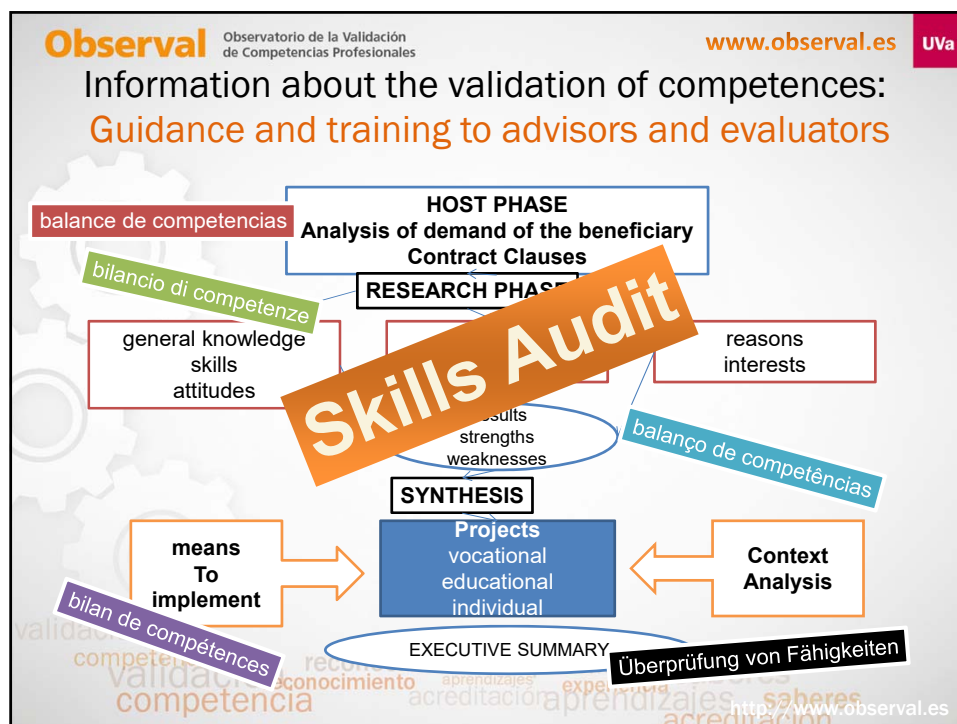 Observal Observatorio de la Validación
de Competencias Profesionales
www.observal.es
UVa
Information about the validation of competences:
Guidance and training to advisors and evaluators
balance de competencias
HOST PHASE
Analysis of demand of the beneficiary
Contract Clauses
bilancio di competenze
RESEARCH PHASE
general knowledge
skills
attitudes
Skills Audit
reasons
interests
strengths
weaknesses
balanço de competências
SYNTHESIS
means
To
implement
Projects
vocational
educational
individual
Context
Analysis
bilan de compétences
EXECUTIVE SUMMARY
Überprüfung von Fähigkeiten
competencia
reconocimiento
aprendizajes
experiencia
acreditación
aprendizajes
saberes
http://www.observal.es